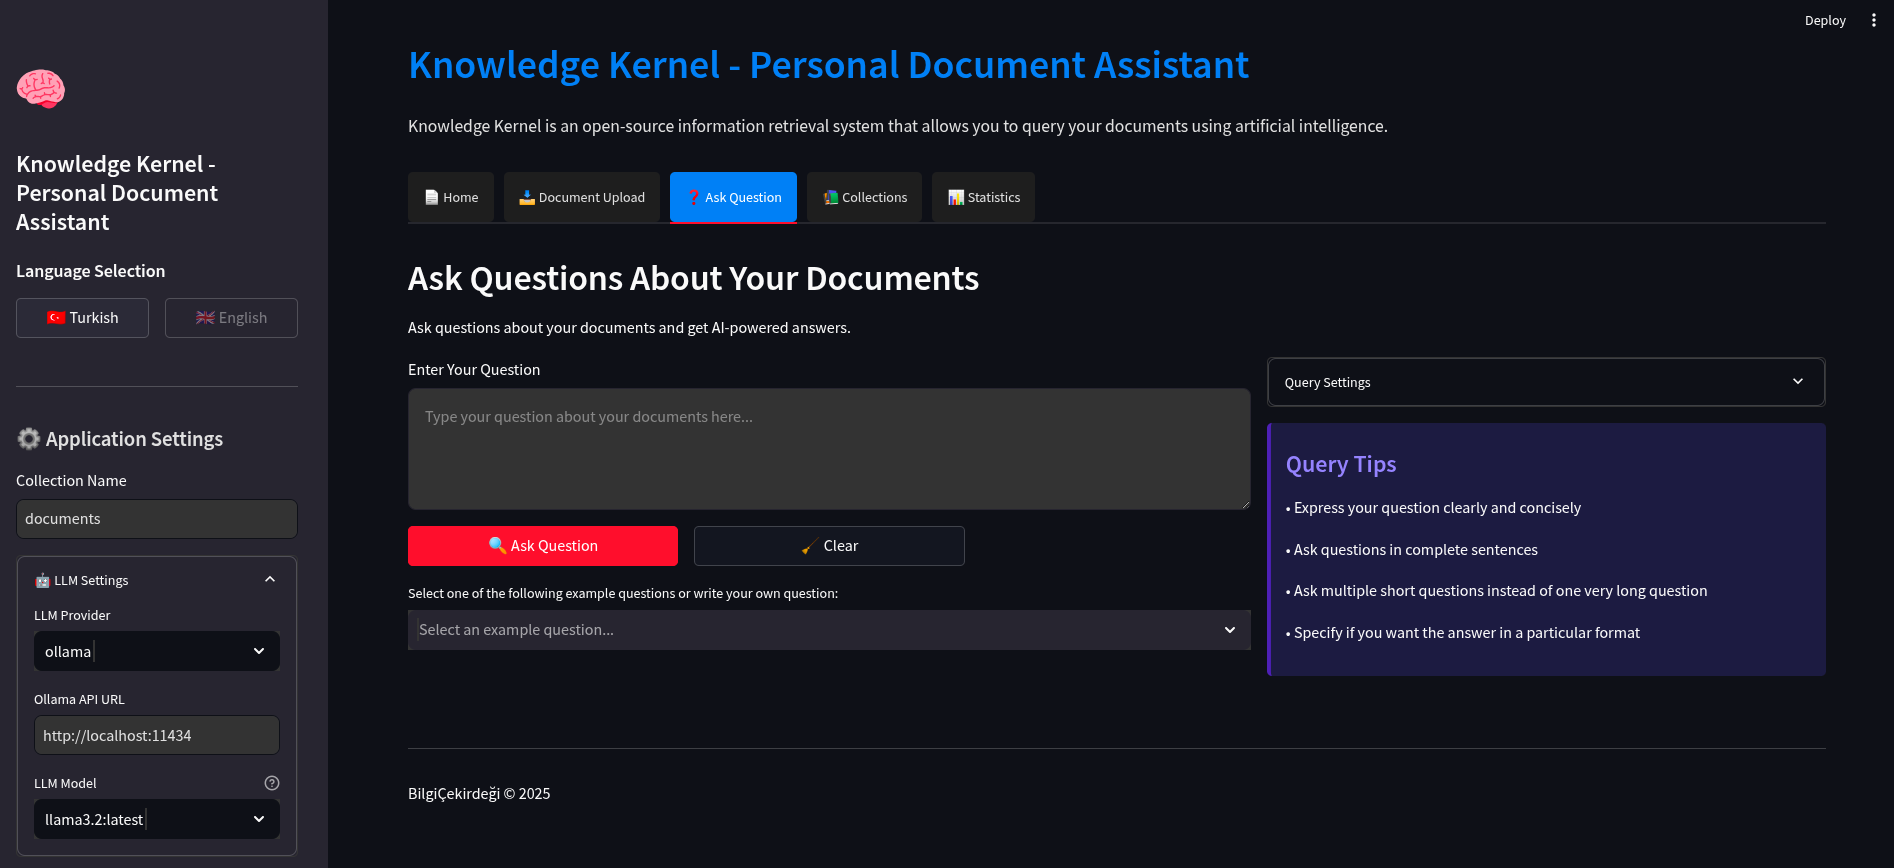 Deploy
Knowledge Kernel -
Personal Document
Assistant
Language Selection
Turkish
English
Application Settings
Collection Name
documents
LLM Settings
LLM Provider
ollama
Ollama API URL
http://localhost:11434
LLM Model
llama3.2:latest
Knowledge Kernel - Personal Document Assistant
Knowledge Kernel is an open-source information retrieval system that allows you to query your documents using artificial intelligence.
Home
Document Upload
Ask Question
Collections
Statistics
Ask Questions About Your Documents
Ask questions about your documents and get AI-powered answers.
Enter Your Question
Type your question about your documents here...
Ask Question
Clear
Select one of the following example questions or write your own question:
Select an example question...
Query Settings
Query Tips
• Express your question clearly and concisely
• Ask questions in complete sentences
• Ask multiple short questions instead of one very long question
• Specify if you want the answer in a particular format
BilgiÇekirdeği © 2025